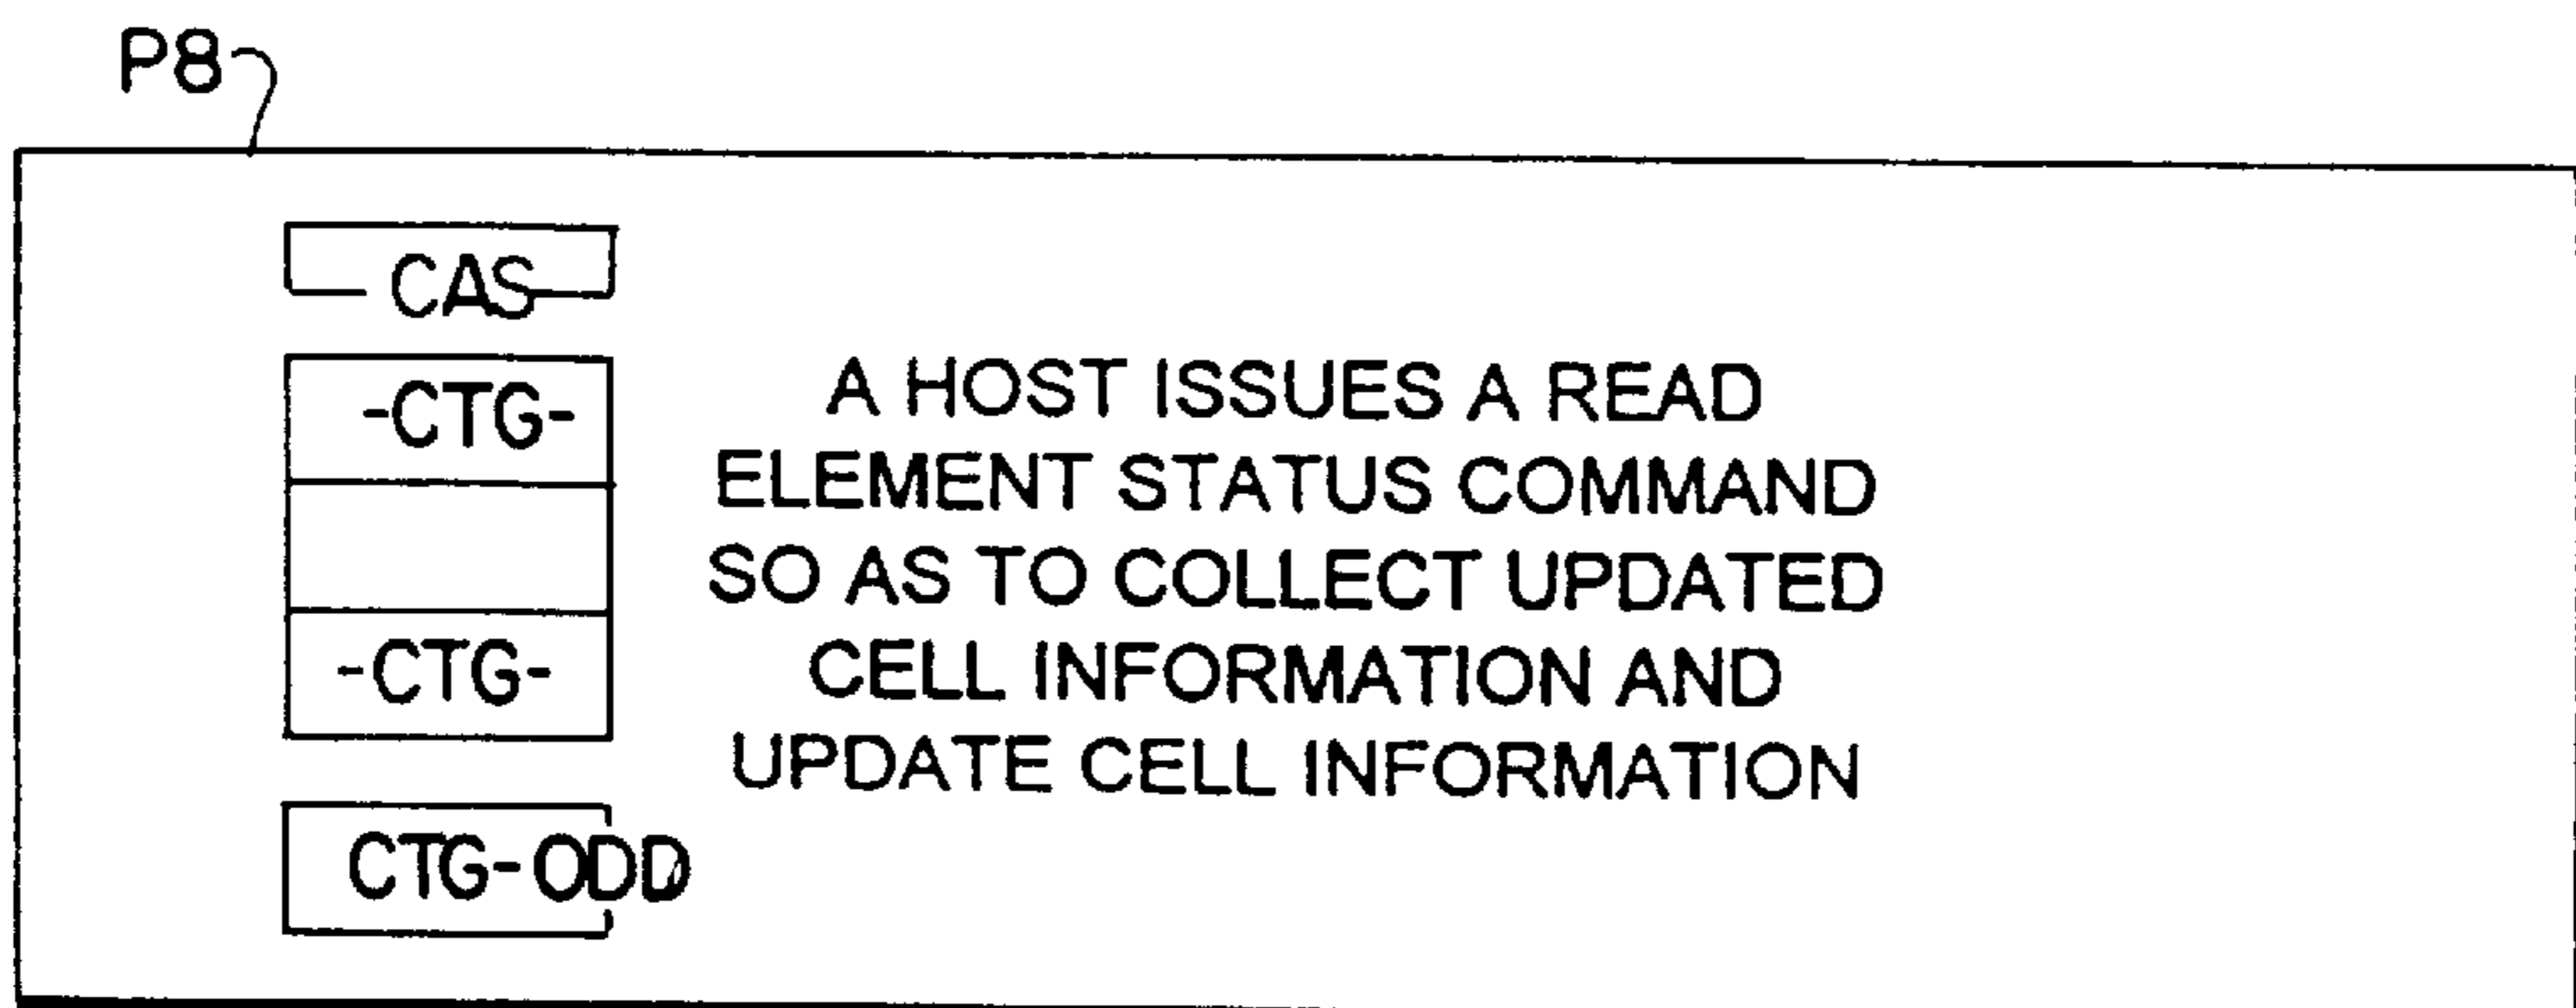 P8
CAS
-CTG-
-CTG-
CTG-ODD
A HOST ISSUES A READ
ELEMENT STATUS COMMAND
SO AS TO COLLECT UPDATED
CELL INFORMATION AND
UPDATE CELL INFORMATION